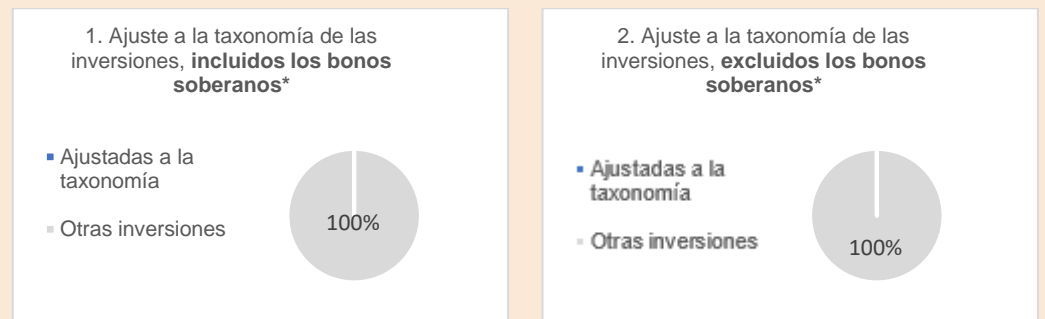 1. Ajuste a la taxonomía de las
inversiones, incluidos los bonos
soberanos*
Ajustadas a la
taxonomía
Otras inversiones
100%
2. Ajuste a la taxonomía de las
inversiones, excluidos los bonos
soberanos*
Ajustadas a la
taxonomía
Otras inversiones
100%